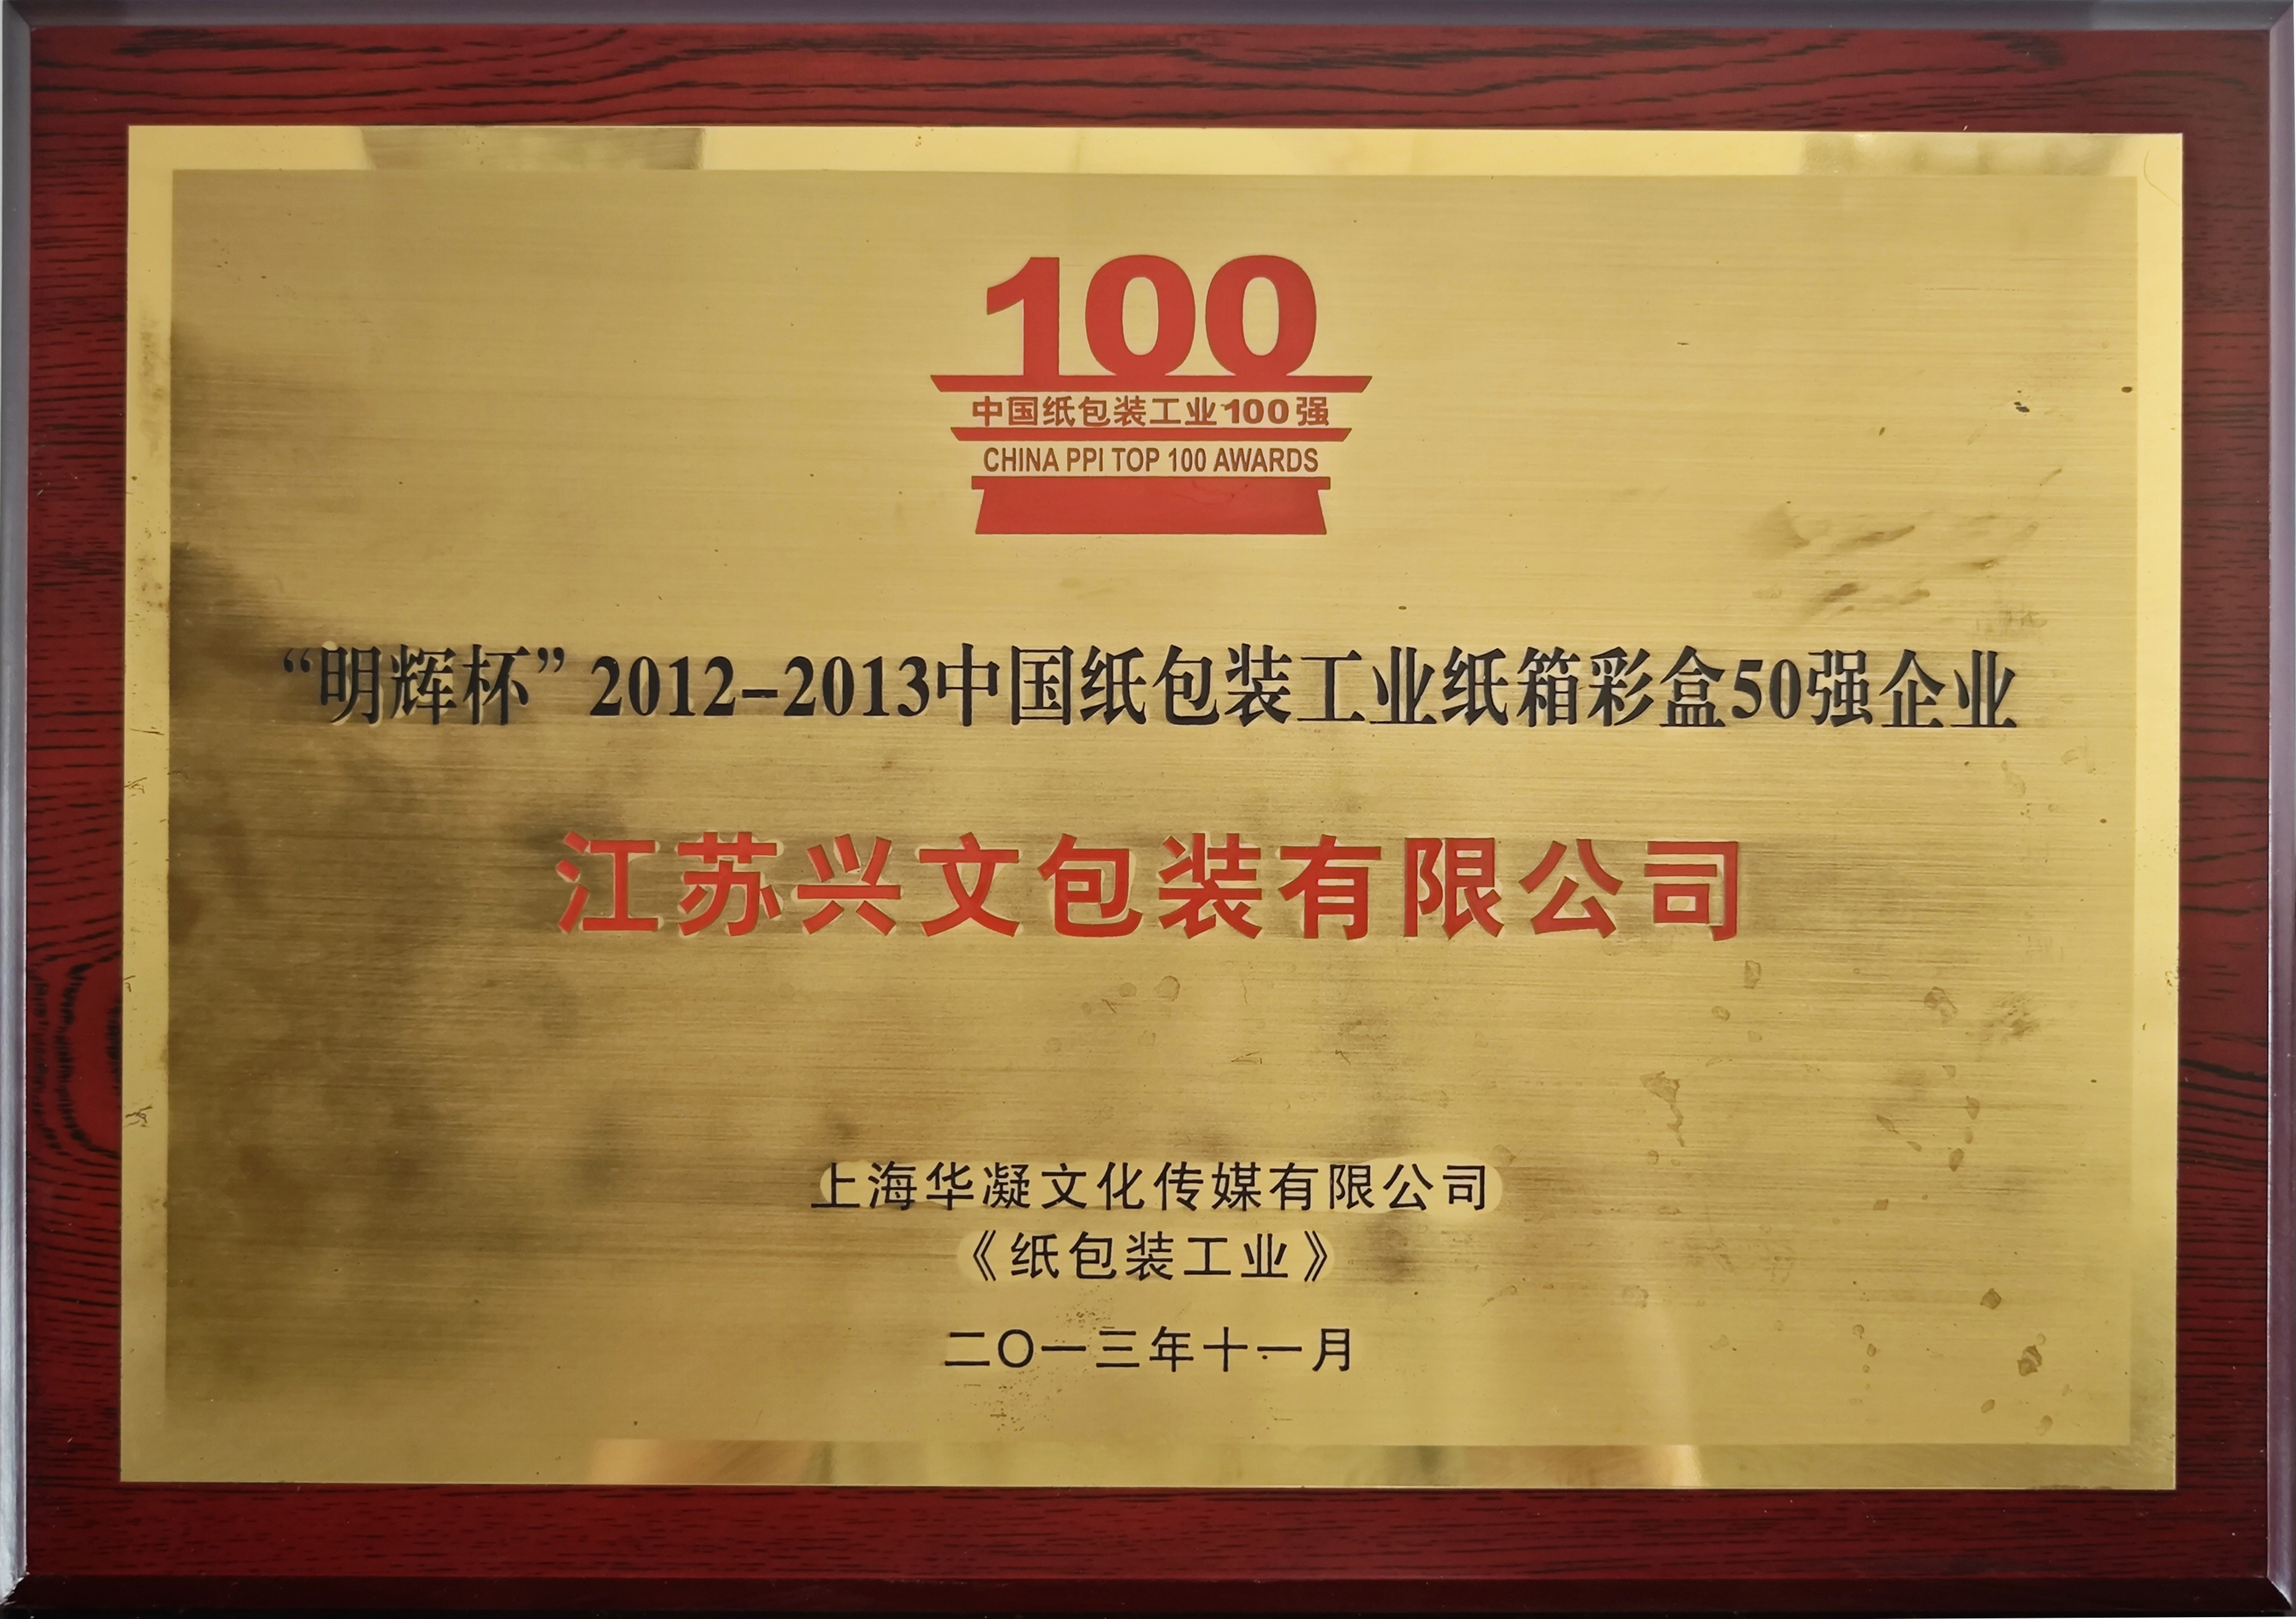 100
中国纸包装工业100强
CHINA PPI TOP 100 AWARDS
“明辉杯”2012-2013中国纸包装工业纸箱彩盒50强企业
江苏兴文包装有限公司
上海华凝文化传媒有限公司
《纸包装工业》
二〇一三年十一月